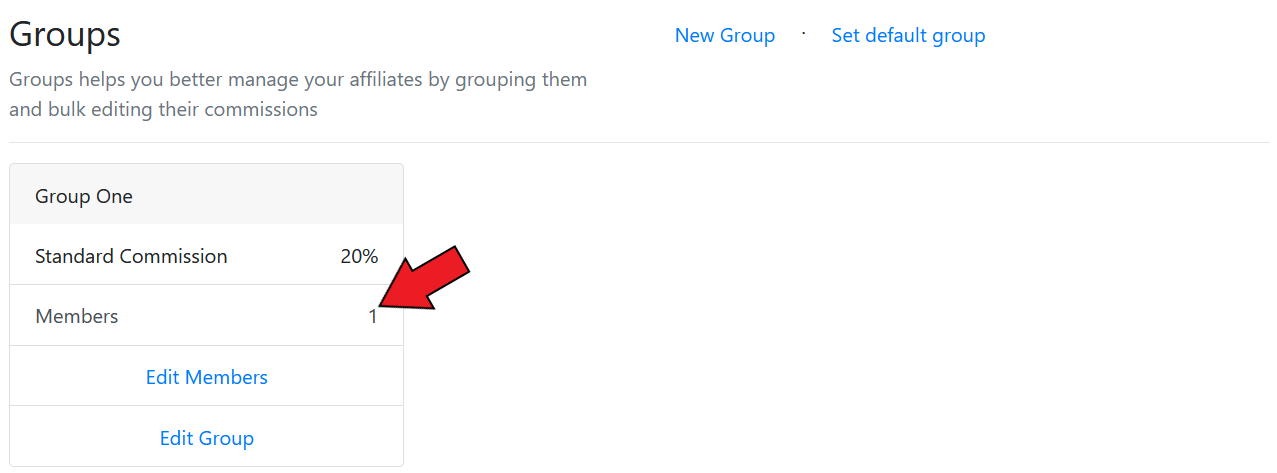 Groups
New Group · Set default group
Groups helps you better manage your affiliates by grouping them
and bulk editing their commissions
Group One
Standard Commission 20%
Members 1
Edit Members
Edit Group